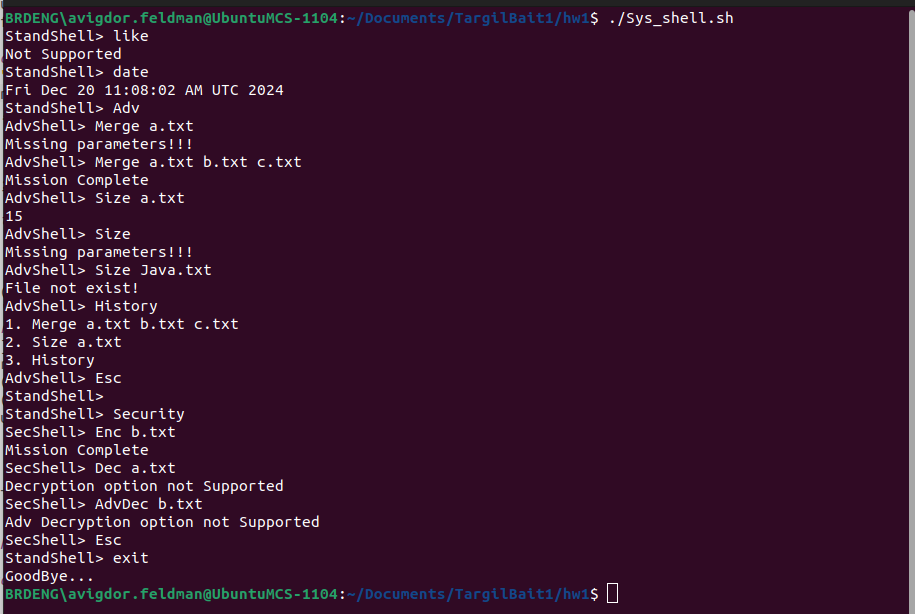 BRDENG\avigdor.feldman@UbuntuMCS-1104:~/Documents/TargilBait1/hw1$ ./Sys_shell.sh
StandShell> like
Not Supported
StandShell> date
Fri Dec 20 11:08:02 AM UTC 2024
StandShell> Adv
AdvShell> Merge a.txt
Missing parameters!!!
AdvShell> Merge a.txt b.txt c.txt
Mission Complete
AdvShell> Size a.txt
15
AdvShell> Size
Missing parameters!!!
AdvShell> Size Java.txt
File not exist!
AdvShell> History
1. Merge a.txt b.txt c.txt
2. Size a.txt
3. History
AdvShell> Esc
StandShell>
StandShell> Security
SecShell> Enc b.txt
Mission Complete
SecShell> Dec a.txt
Decryption option not Supported
SecShell> AdvDec b.txt
Adv Decryption option not Supported
SecShell> Esc
StandShell> exit
GoodBye...
BRDENG\avigdor.feldman@UbuntuMCS-1104:~/Documents/TargilBait1/hw1$